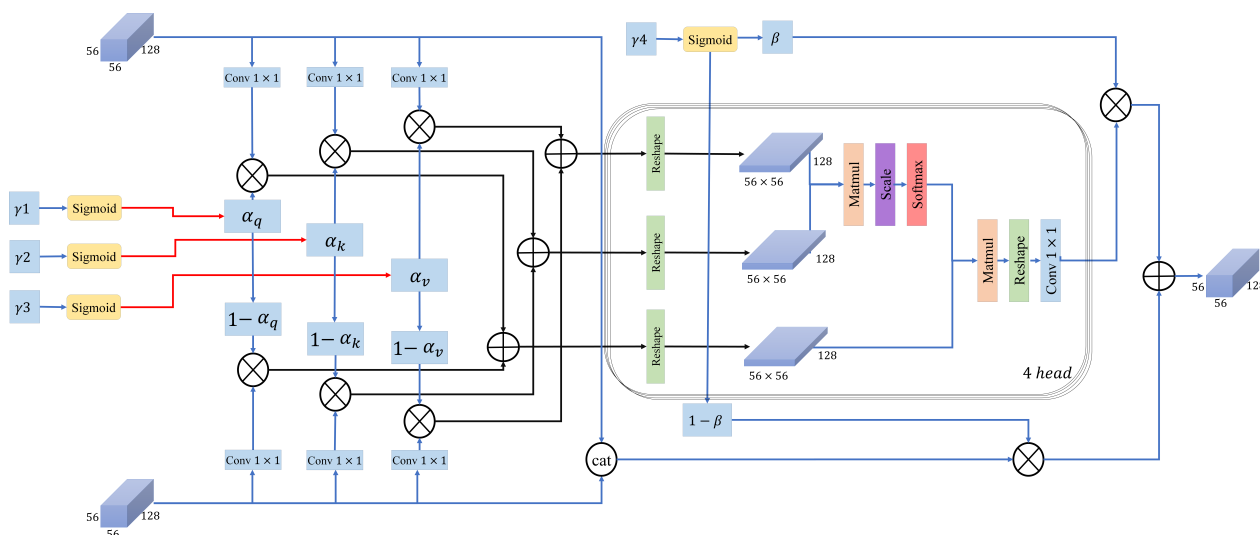 56
128
56
γ4
Sigmoid
β
Conv 1 × 1
Conv 1 × 1
Conv 1 × 1
Reshape
128
56 × 56
Matmul
Scale
Softmax
γ1
Sigmoid
α_q
γ2
Sigmoid
α_k
γ3
Sigmoid
α_v
Reshape
128
56 × 56
Matmul
Reshape
Conv 1 × 1
56
128
56
1 − α_q
1 − α_k
1 − α_v
Reshape
128
56 × 56
4 head
1 − β
Conv 1 × 1
Conv 1 × 1
Conv 1 × 1
cat
56
128
56